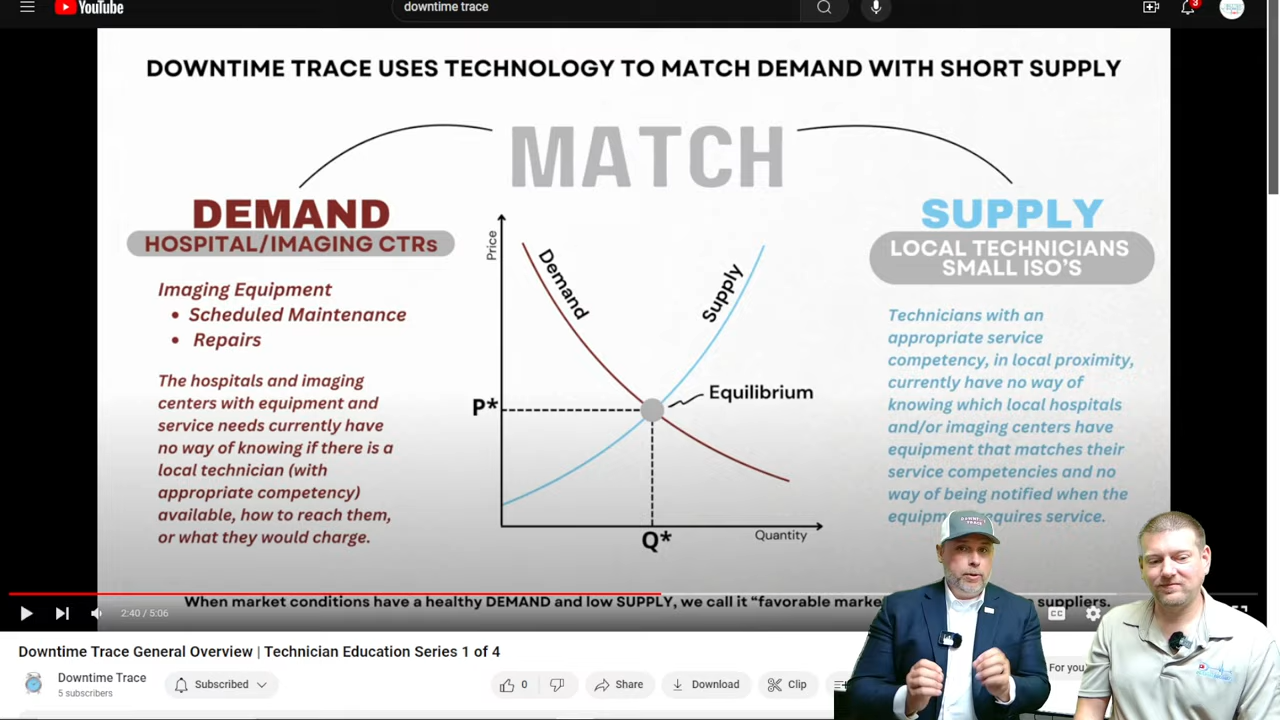 YouTube
downtime trace
3
DOWNTIME TRACE USES TECHNOLOGY TO MATCH DEMAND WITH SHORT SUPPLY
MATCH
DEMAND
HOSPITAL/IMAGING CTRs
Imaging Equipment
• Scheduled Maintenance
• Repairs
The hospitals and imaging
centers with equipment and
service needs currently have
no way of knowing if there is a
local technician (with
appropriate competency)
available, how to reach them,
or what they would charge.
Price
Demand
Supply
Equilibrium
P*
Q*
Quantity
SUPPLY
LOCAL TECHNICIANS
SMALL ISO'S
Technicians with an
appropriate service
competency, in local proximity,
currently have no way of
knowing which local hospitals
and/or imaging centers have
equipment that matches their
service competencies and no
way of being notified when the
requires service.
DOWNTIME
TRACE
2:40 / 5:06
When market conditions have a healthy DEMAND and low SUPPLY, we call it "favorable
suppliers.
CC
Downtime Trace General Overview | Technician Education Series 1 of 4
Downtime Trace
5 subscribers
Subscribed
0
Share
Download
Clip
For you